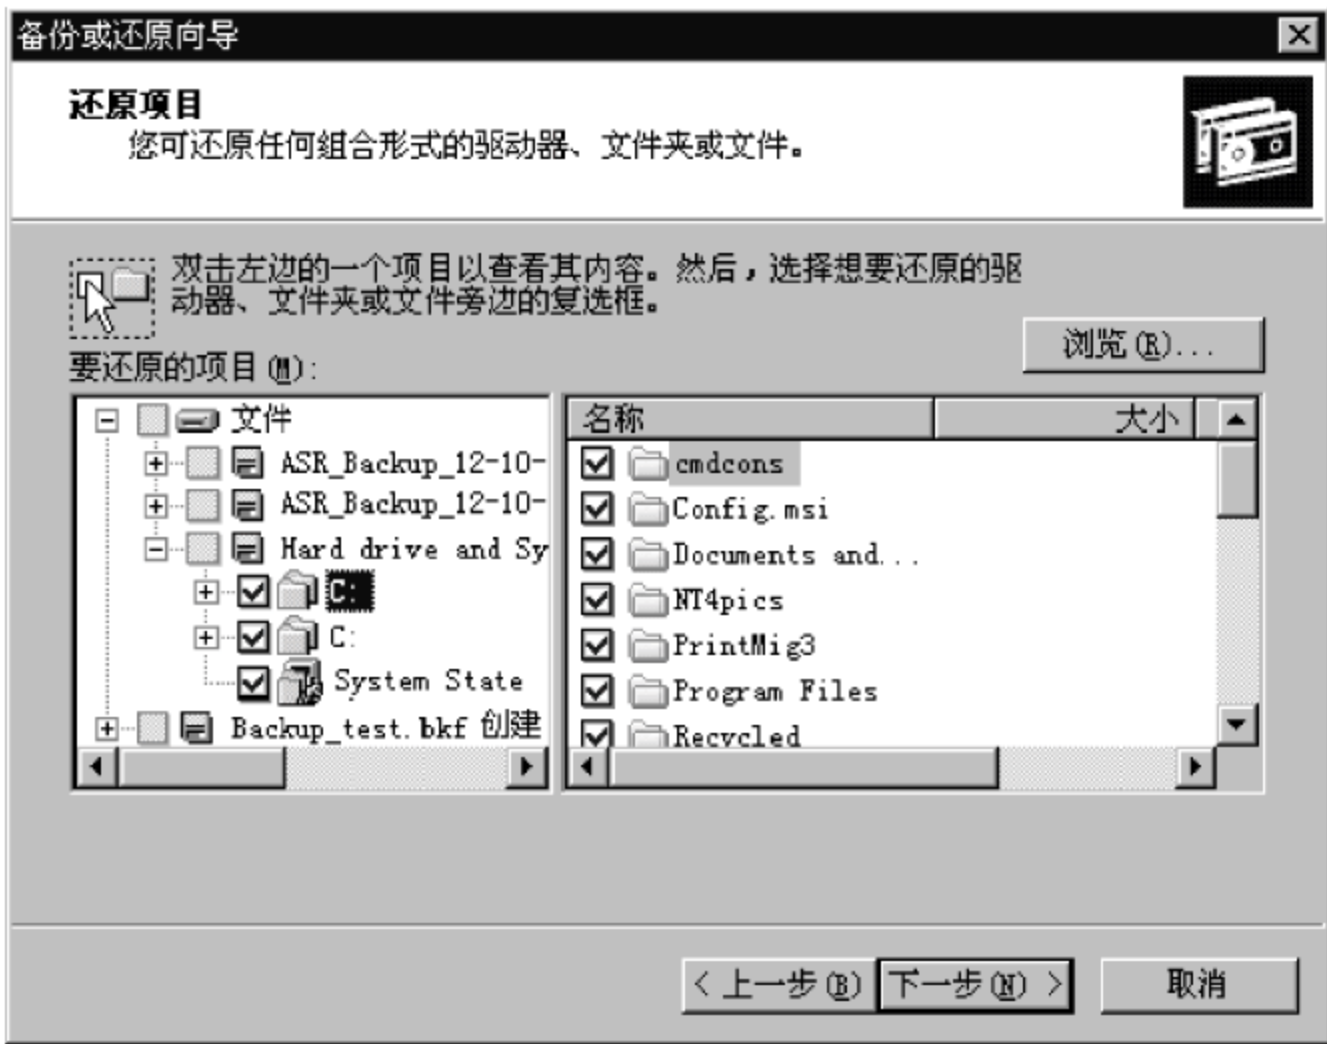 备份或还原向导
还原项目
您可还原任何组合形式的驱动器、文件夹或文件。
双击左边的一个项目以查看其内容。然后，选择想要还原的驱
动器、文件夹或文件旁边的复选框。
浏览(R)...
要还原的项目(M):
文件
ASR_Backup_12-10-
ASR_Backup_12-10-
Hard drive and Sy
C:
C:
System State
Backup_test.bkf 创建
名称 大小
cmdcons
Config.msi
Documents and...
NT4pics
PrintMig3
Program Files
Recycled
< 上一步(B) 下一步(N) > 取消